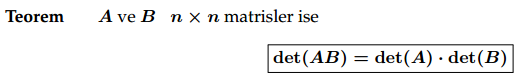 Teorem A ve B n × n matrisler ise
det(AB) = det(A) · det(B)